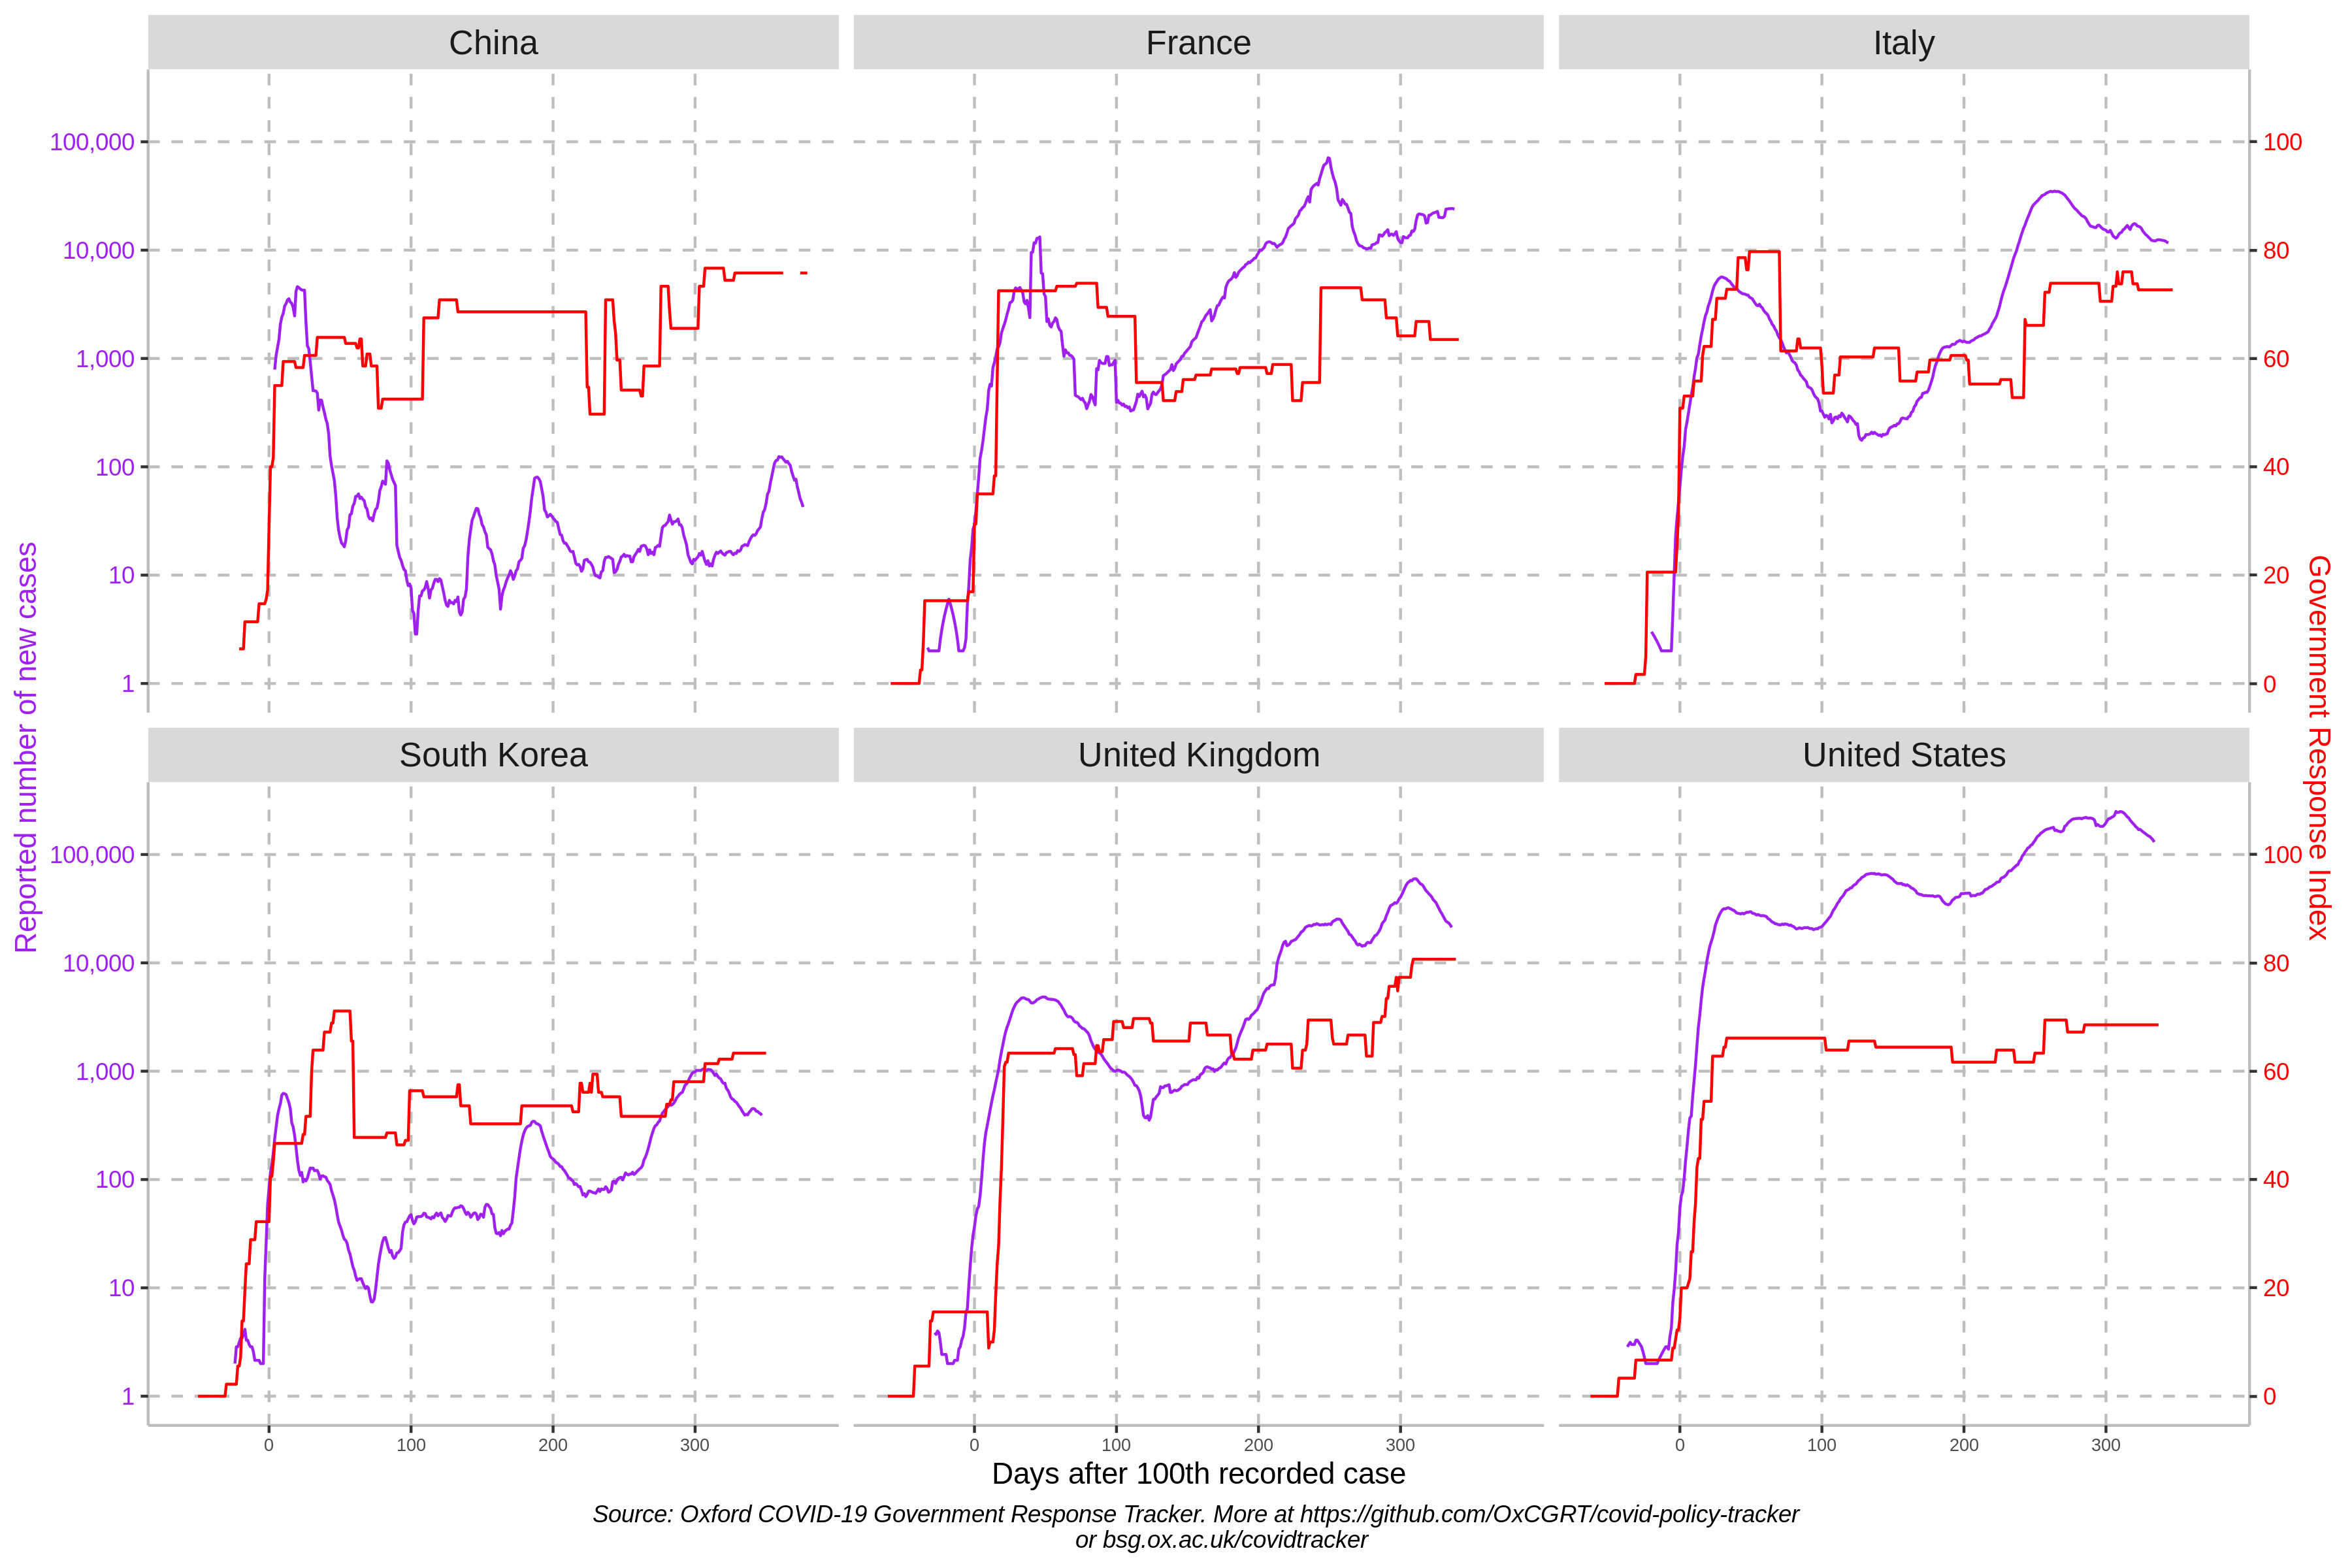 China
France
Italy
100,000
10,000
1,000
100
10
1
100
80
60
40
20
0
Reported number of new cases
Government Response Index
South Korea
United Kingdom
United States
100,000
10,000
1,000
100
10
1
100
80
60
40
20
0
0 100 200 300
0 100 200 300
0 100 200 300
Days after 100th recorded case
Source: Oxford COVID-19 Government Response Tracker. More at https://github.com/OxCGRT/covid-policy-tracker
or bsg.ox.ac.uk/covidtracker